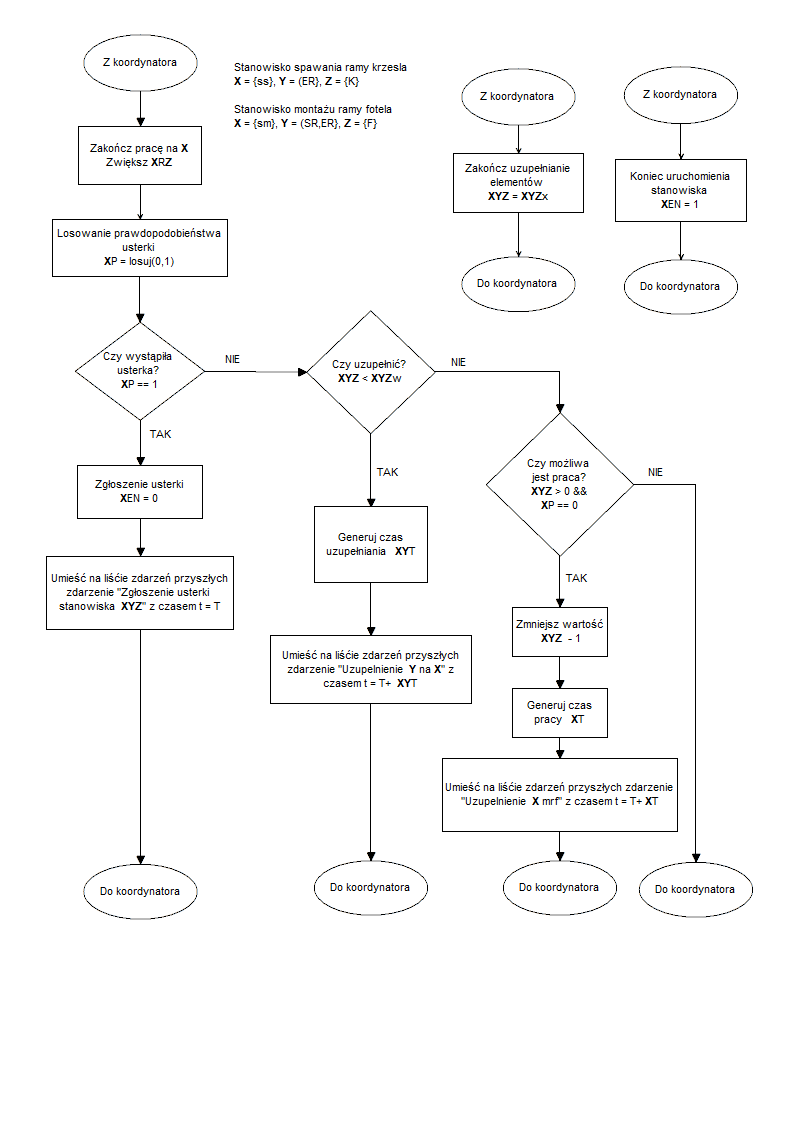 Z koordynatora
Stanowisko spawania ramy krzesla
X = {ss}, Y = (ER}, Z = {K}
Stanowisko montażu ramy fotela
X = {sm}, Y = (SR,ER}, Z = {F}
Zakończ pracę na X
Zwiększ XRZ
Losowanie prawdopodobieństwa
usterki
XP = losuj(0,1)
Czy wystąpiła
usterka?
XP == 1
NIE
TAK
Zgłoszenie usterki
XEN = 0
Umieść na liście zdarzeń przyszłych
zdarzenie "Zgłoszenie usterki
stanowiska XYZ" z czasem t = T
Do koordynatora
Czy uzupełnić?
XYZ < XYZw
NIE
TAK
Generuj czas
uzupełniania XYT
Umieść na liście zdarzeń przyszłych
zdarzenie "Uzupelnienie Y na X" z
czasem t = T+ XYT
Do koordynatora
Czy możliwa
jest praca?
XYZ > 0 &&
XP == 0
NIE
TAK
Zmniejsz wartość
XYZ - 1
Generuj czas
pracy XT
Umieść na liście zdarzeń przyszłych zdarzenie
"Uzupelnienie X mrf" z czasem t = T+ XT
Do koordynatora
Do koordynatora
Z koordynatora
Zakończ uzupełnianie
elementów
XYZ = XYZx
Do koordynatora
Z koordynatora
Koniec uruchomienia
stanowiska
XEN = 1
Do koordynatora